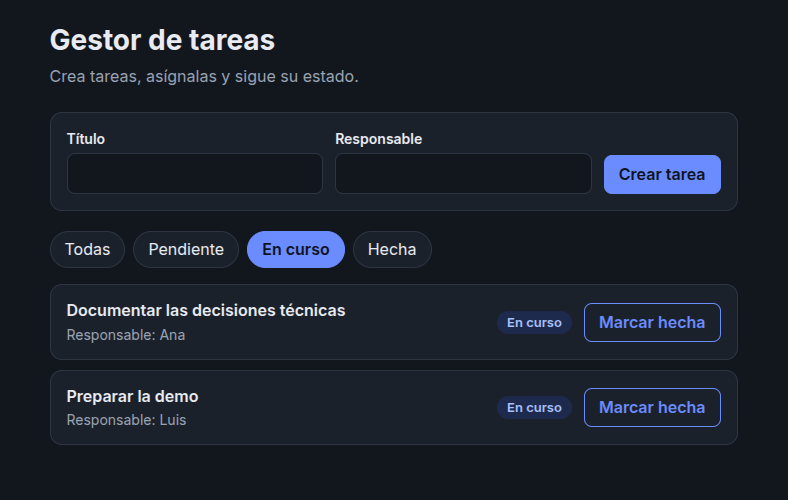 Gestor de tareas
Crea tareas, asígnalas y sigue su estado.
Título
Responsable
Crear tarea
Todas
Pendiente
En curso
Hecha
Documentar las decisiones técnicas
Responsable: Ana
En curso
Marcar hecha
Preparar la demo
Responsable: Luis
En curso
Marcar hecha